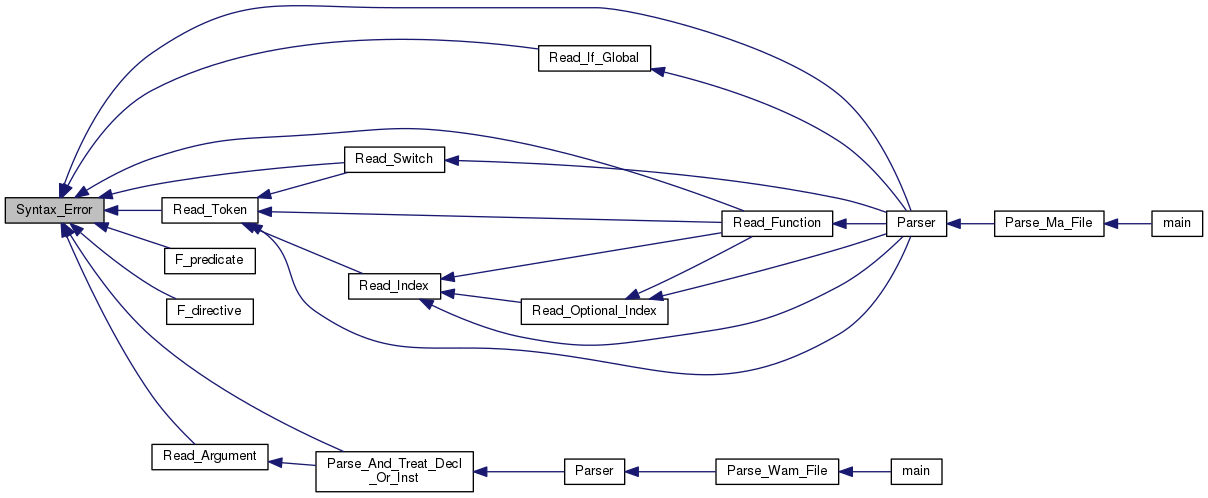 Read_If_Global
Read_Switch
Syntax_Error
Read_Token
Read_Function
Parser
Parse_Ma_File
main
F_predicate
Read_Index
F_directive
Read_Optional_Index
Read_Argument
Parse_And_Treat_Decl
_Or_Inst
Parser
Parse_Wam_File
main